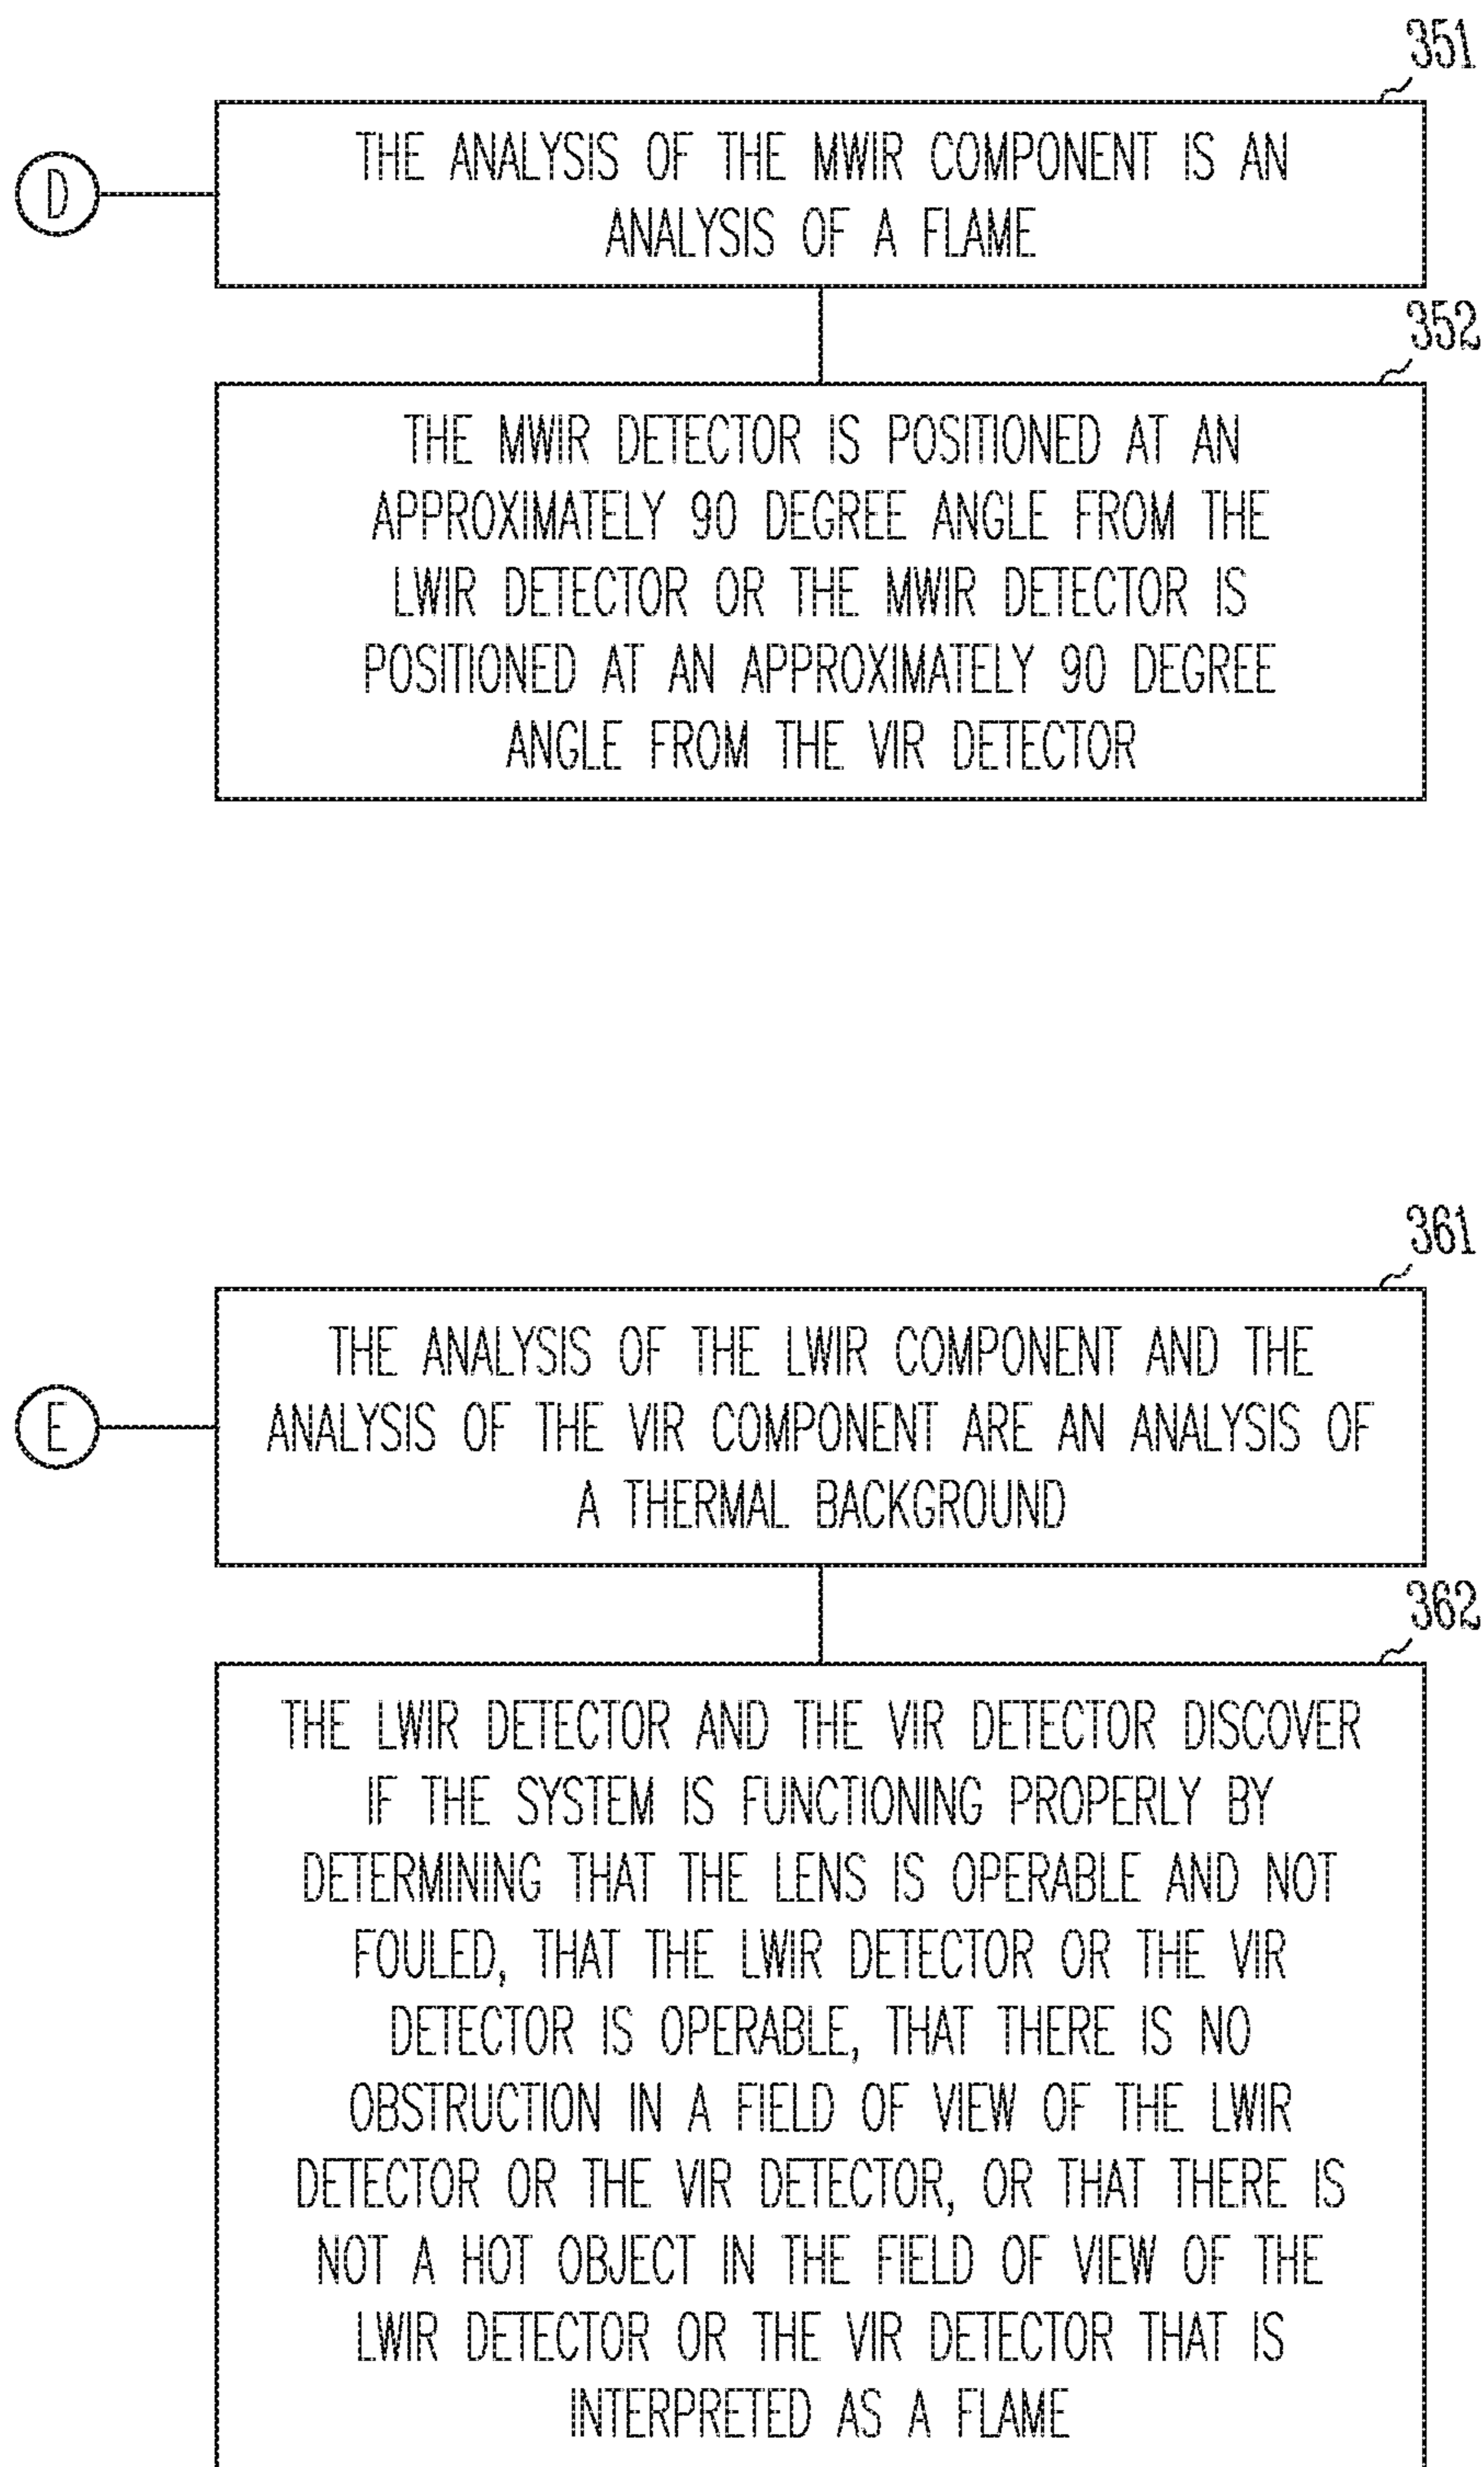 351
THE ANALYSIS OF THE MWIR COMPONENT IS AN
ANALYSIS OF A FLAME
D
352
THE MWIR DETECTOR IS POSITIONED AT AN
APPROXIMATELY 90 DEGREE ANGLE FROM THE
LWIR DETECTOR OR THE MWIR DETECTOR IS
POSITIONED AT AN APPROXIMATELY 90 DEGREE
ANGLE FROM THE VIR DETECTOR
361
THE ANALYSIS OF THE LWIR COMPONENT AND THE
ANALYSIS OF THE VIR COMPONENT ARE AN ANALYSIS OF
A THERMAL BACKGROUND
E
362
THE LWIR DETECTOR AND THE VIR DETECTOR DISCOVER
IF THE SYSTEM IS FUNCTIONING PROPERLY BY
DETERMINING THAT THE LENS IS OPERABLE AND NOT
FOULED, THAT THE LWIR DETECTOR OR THE VIR
DETECTOR IS OPERABLE, THAT THERE IS NO
OBSTRUCTION IN A FIELD OF VIEW OF THE LWIR
DETECTOR OR THE VIR DETECTOR, OR THAT THERE IS
NOT A HOT OBJECT IN THE FIELD OF VIEW OF THE
LWIR DETECTOR OR THE VIR DETECTOR THAT IS
INTERPRETED AS A FLAME